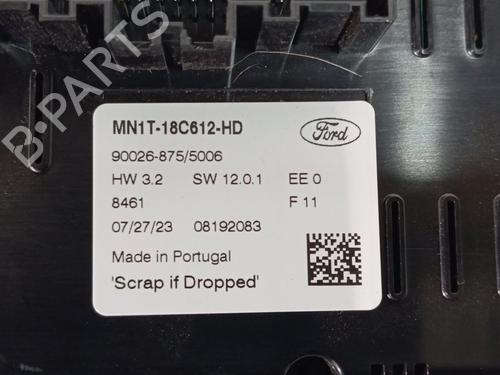 MN1T-18C612-HD
Ford
90026-875/5006
HW 3.2 SW 12.0.1 EE 0
8461 F 11
07/27/23 08192083
Made in Portugal
'Scrap if Dropped'
B-PARTS